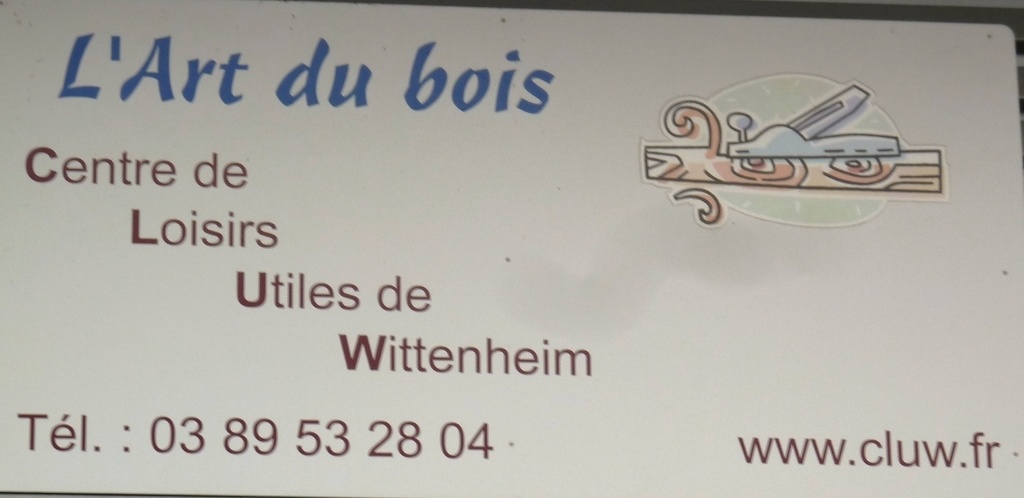 L'Art du bois
Centre de
Loisirs
Utiles de
Wittenheim
Tél. : 03 89 53 28 04
www.cluw.fr